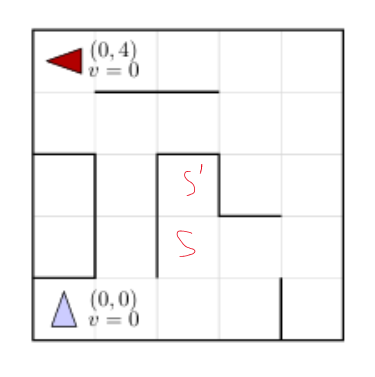 (0, 4)
v = 0
S'
S
(0, 0)
v = 0